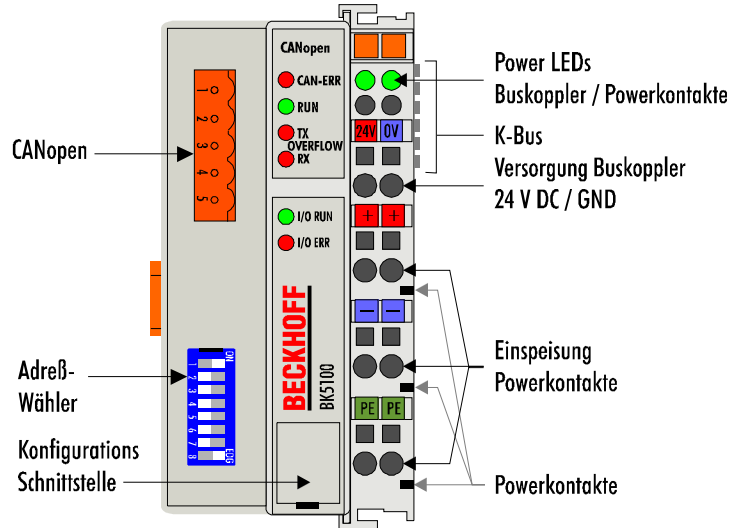 CANopen
CAN-ERR
RUN
TX
OVERFLOW
RX
I/O RUN
I/O ERR
BECKHOFF
BK5100
CANopen
1
2
3
4
5
Adreß-
Wähler
ON
1
2
3
4
5
6
7
8
Konfigurations
Schnittstelle
24V 0V
+ +
− −
PE PE
Power LEDs
Buskoppler / Powerkontakte
K-Bus
Versorgung Buskoppler
24 V DC / GND
Einspeisung
Powerkontakte
Powerkontakte